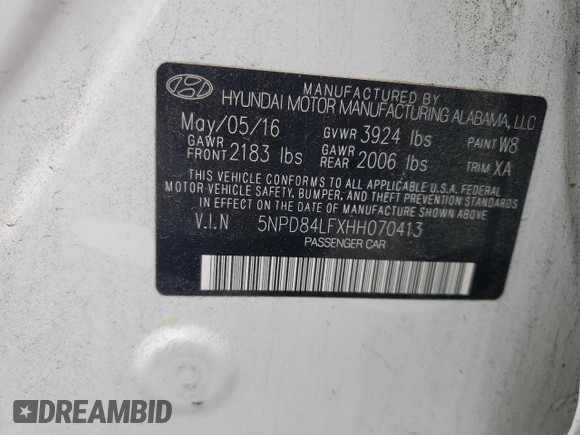 MANUFACTURED BY
HYUNDAI MOTOR MANUFACTURING ALABAMA, LLC
May/05/16 GVWR 3924 lbs PAINT W8
GAWR FRONT 2183 lbs GAWR REAR 2006 lbs TRIM XA
THIS VEHICLE CONFORMS TO ALL APPLICABLE U.S.A. FEDERAL
MOTOR VEHICLE SAFETY, BUMPER, AND THEFT PREVENTION STANDARDS
IN EFFECT ON THE DATE OF MANUFACTURE SHOWN ABOVE.
V.I.N 5NPD84LFXHH070413
PASSENGER CAR
DREAMBID